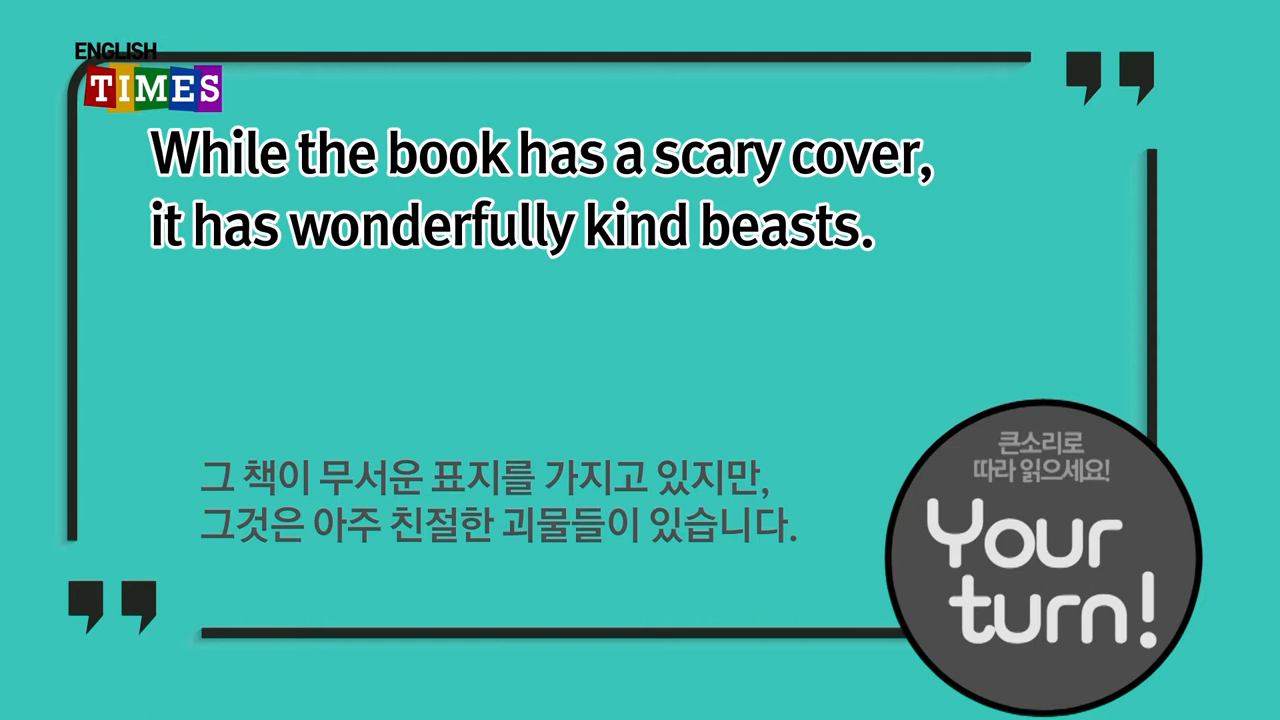 ENGLISH
TIMES
While the book has a scary cover,
it has wonderfully kind beasts.
그 책이 무서운 표지를 가지고 있지만,
그것은 아주 친절한 괴물들이 있습니다.
큰소리로
따라 읽으세요!
Your
turn!